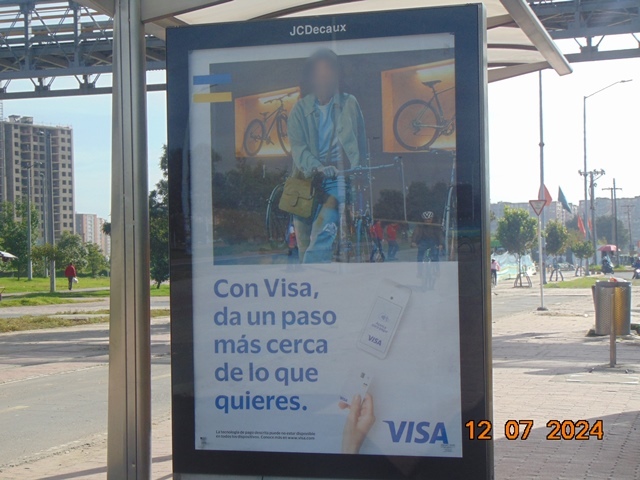 JCDecaux
Con Visa,
da un paso
más cerca
de lo que
quieres.
VISA
VISA
12 07 2024